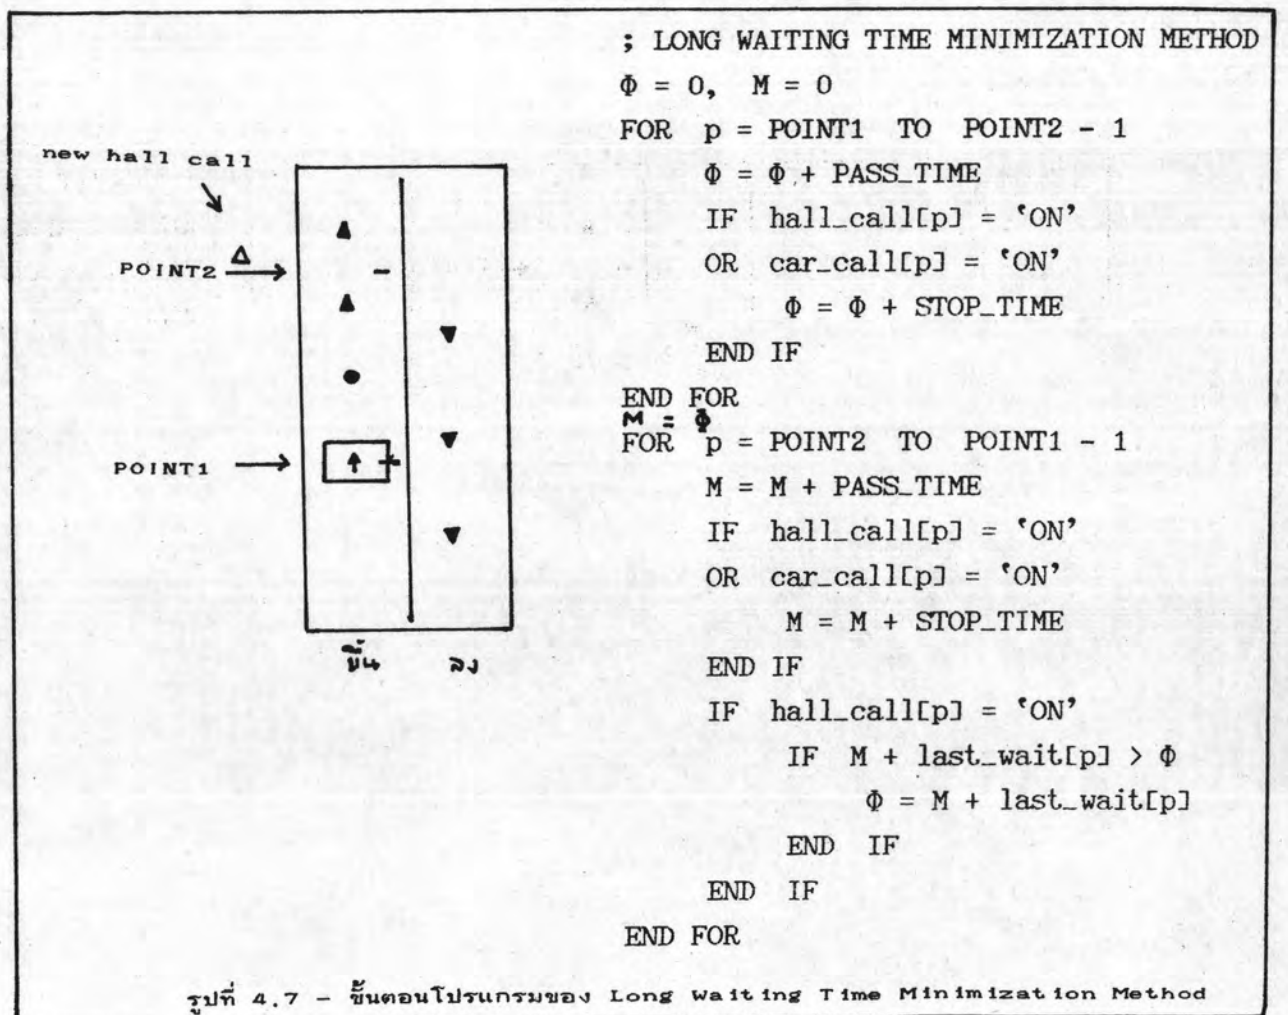 ; LONG WAITING TIME MINIMIZATION METHOD
Φ = 0, M = 0
FOR p = POINT1 TO POINT2 - 1
Φ = Φ + PASS_TIME
IF hall_call[p] = 'ON'
OR car_call[p] = 'ON'
Φ = Φ + STOP_TIME
END IF
END FOR
M = Φ
FOR p = POINT2 TO POINT1 - 1
M = M + PASS_TIME
IF hall_call[p] = 'ON'
OR car_call[p] = 'ON'
M = M + STOP_TIME
END IF
IF hall_call[p] = 'ON'
IF M + last_wait[p] > Φ
Φ = M + last_wait[p]
END IF
END IF
END FOR
new hall call
POINT2
POINT1
ขึ้น ลง
รูปที่ 4.7 - ขั้นตอนโปรแกรมของ Long Waiting Time Minimization Method